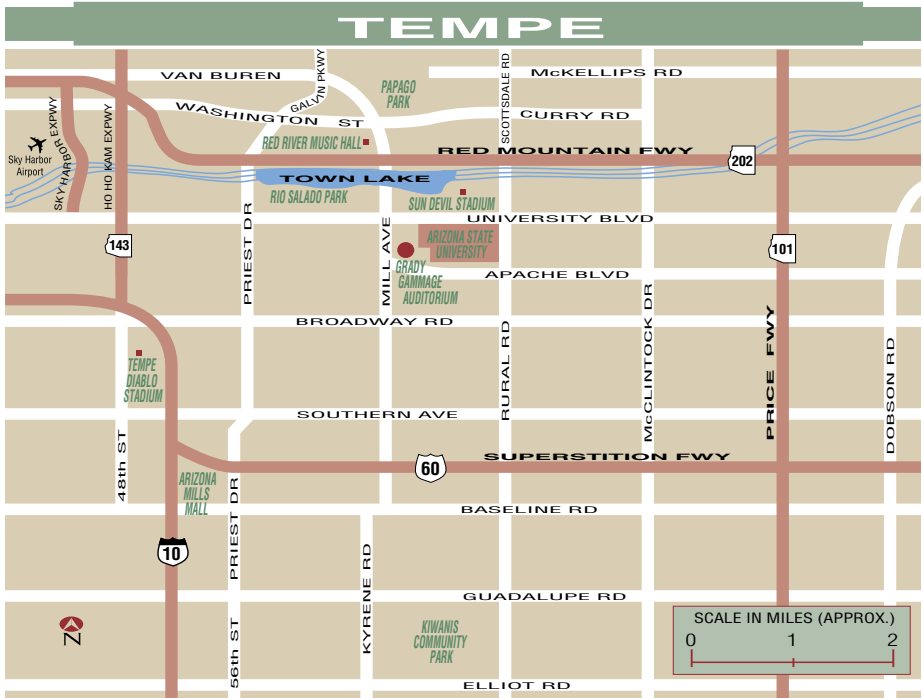 TEMPE
VAN BUREN
GALVIN PKWY
SCOTTSDALE RD
McKELLIPS RD
PAPAGO
PARK
WASHINGTON ST
CURRY RD
SKY HARBOR EXPWY
HO HO KAM EXPWY
RED RIVER MUSIC HALL
RED MOUNTAIN FWY
202
Sky Harbor
Airport
TOWN LAKE
RIO SALADO PARK
SUN DEVIL STADIUM
UNIVERSITY BLVD
143
PRIEST DR
MILL AVE
ARIZONA STATE
UNIVERSITY
101
GRADY
GAMMAGE
AUDITORIUM
APACHE BLVD
BROADWAY RD
RURAL RD
McCLINTOCK DR
PRICE FWY
DOBSON RD
TEMPE
DIABLO
STADIUM
SOUTHERN AVE
48th ST
60
SUPERSTITION FWY
ARIZONA
MILLS
MALL
PRIEST DR
BASELINE RD
10
KYRENE RD
GUADALUPE RD
56th ST
N
KIWANIS
COMMUNITY
PARK
SCALE IN MILES (APPROX.)
0 1 2
ELLIOT RD